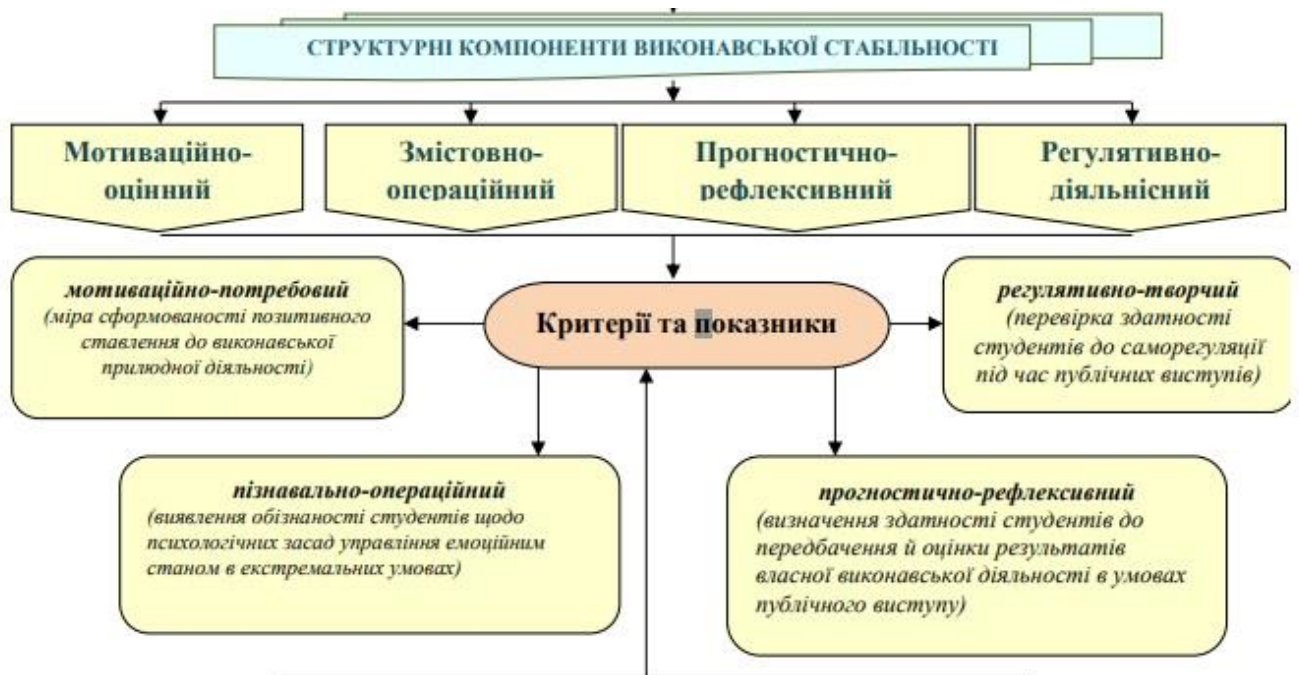 СТРУКТУРНІ КОМПОНЕНТИ ВИКОНАВСЬКОЇ СТАБІЛЬНОСТІ
Мотиваційно-
оцінний
Змістовно-
операційний
Прогностично-
рефлексивний
Регулятивно-
діяльнісний
мотиваційно-потребовий
(міра сформованості позитивного
ставлення до виконавської
прилюдної діяльності)
Критерії та показники
регулятивно-творчий
(перевірка здатності
студентів до саморегуляції
під час публічних виступів)
пізнавально-операційний
(виявлення обізнаності студентів щодо
психологічних засад управління емоційним
станом в екстремальних умовах)
прогностично-рефлексивний
(визначення здатності студентів до
передбачення й оцінки результатів
власної виконавської діяльності в умовах
публічного виступу)